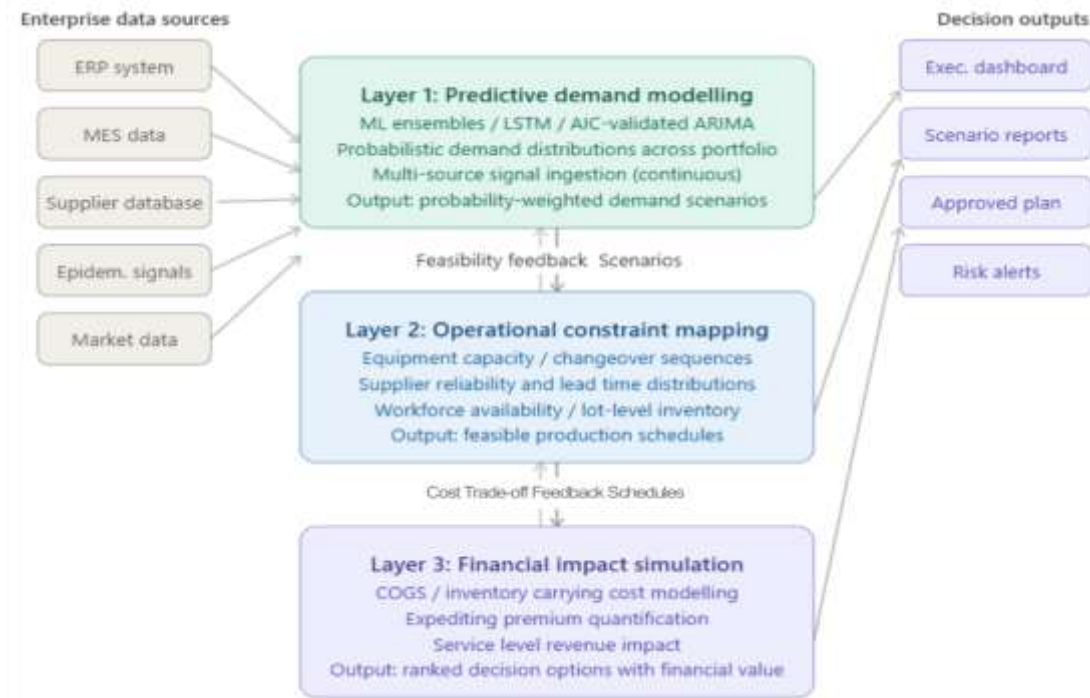 Enterprise data sources
ERP system
MES data
Supplier database
Epidem. signals
Market data
Layer 1: Predictive demand modelling
ML ensembles / LSTM / AIC-validated ARIMA
Probabilistic demand distributions across portfolio
Multi-source signal ingestion (continuous)
Output: probability-weighted demand scenarios
Feasibility feedback Scenarios
Layer 2: Operational constraint mapping
Equipment capacity / changeover sequences
Supplier reliability and lead time distributions
Workforce availability / lot-level inventory
Output: feasible production schedules
Cost Trade-off Feedback Schedules
Layer 3: Financial impact simulation
COGS / inventory carrying cost modelling
Expediting premium quantification
Service level revenue impact
Output: ranked decision options with financial value
Decision outputs
Exec. dashboard
Scenario reports
Approved plan
Risk alerts